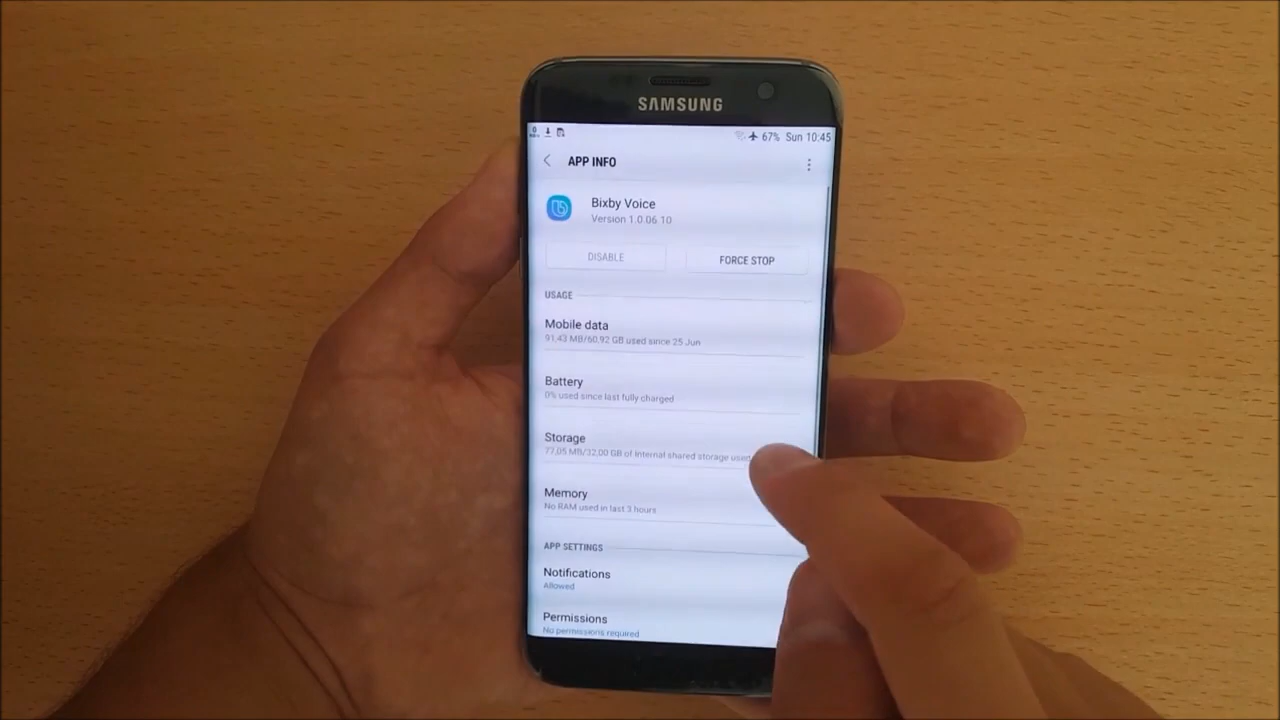 SAMSUNG
67% Sun 10:45
APP INFO
Bixby Voice
Version 1.0.06.10
DISABLE
FORCE STOP
USAGE
Mobile data
91,43 MB/60,92 GB used since 25 Jun
Battery
0% used since last fully charged
Storage
77,05 MB/32,00 GB of Internal shared storage used
Memory
No RAM used in last 3 hours
APP SETTINGS
Notifications
Allowed
Permissions
No permissions required